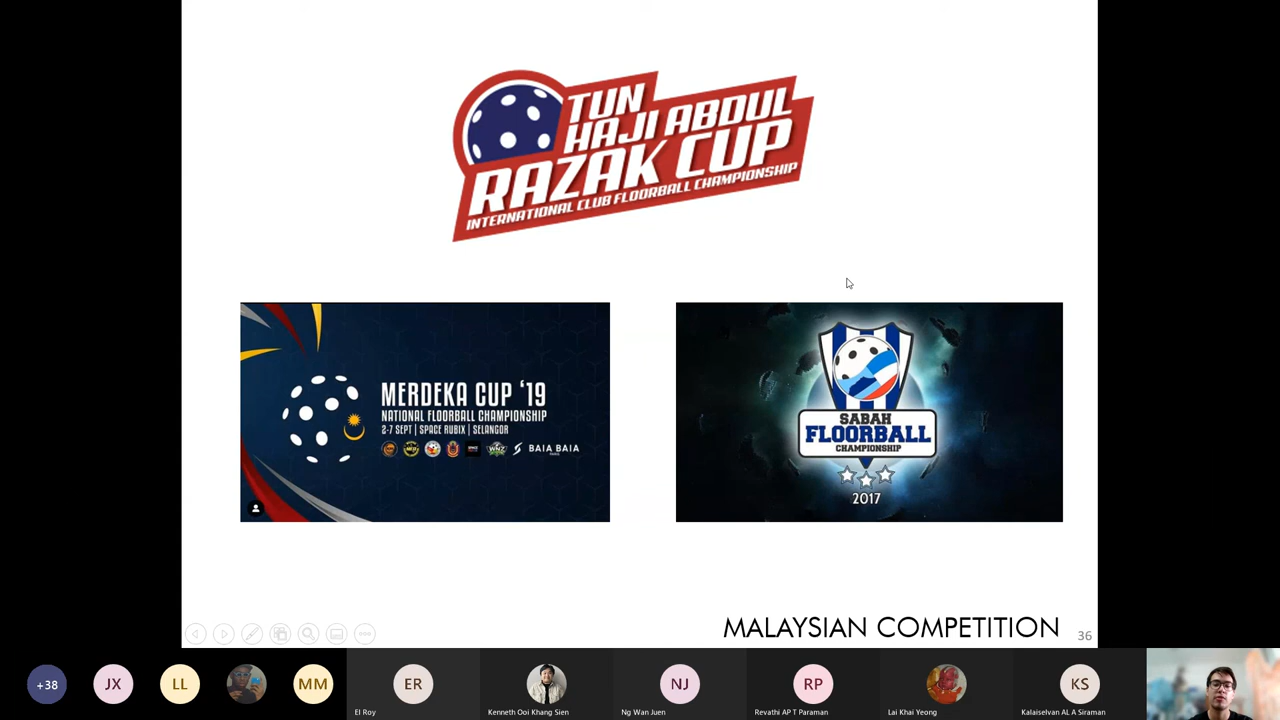 TUN
HAJI ABDUL
RAZAK CUP
INTERNATIONAL CLUB FLOORBALL CHAMPIONSHIP
MERDEKA CUP ‘19
NATIONAL FLOORBALL CHAMPIONSHIP
2-7 SEPT | SPACE RUBIX | SELANGOR
BAIA BAIA
SABAH
FLOORBALL
CHAMPIONSHIP
2017
MALAYSIAN COMPETITION
36
+38
JX
LL
MM
ER
El Roy
Kenneth Ooi Khang Sien
NJ
Ng Wan Juen
RP
Revathi AP T Paraman
Lai Khai Yeong
KS
Kalaiselvan AL A Siraman